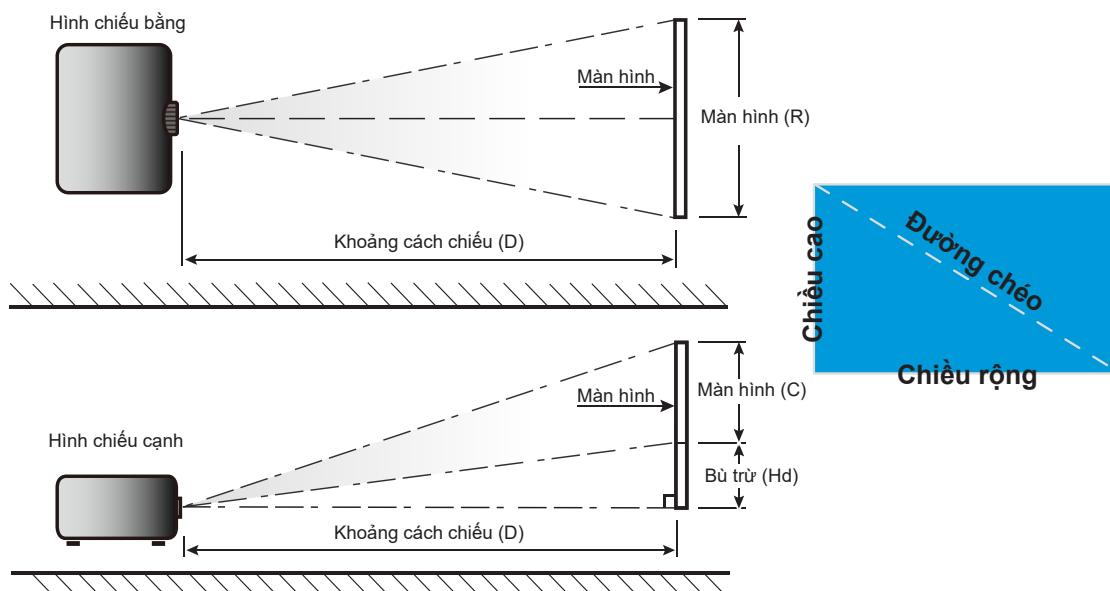 Hình chiếu bằng
Màn hình
Màn hình (R)
Khoảng cách chiếu (D)
Chiều cao
Đường chéo
Chiều rộng
Màn hình
Màn hình (C)
Hình chiếu cạnh
Bù trừ (Hd)
Khoảng cách chiếu (D)